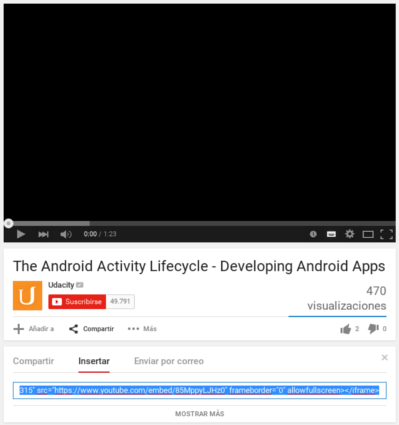 0:00 / 1:23
The Android Activity Lifecycle - Developing Android Apps
Udacity
Suscribirse 49.791
470
visualizaciones
Añadir a Compartir Más 2 0
Compartir Insertar Enviar por correo
315" src="https://www.youtube.com/embed/85MppyLJHz0" frameborder="0" allowfullscreen></iframe>
MOSTRAR MÁS